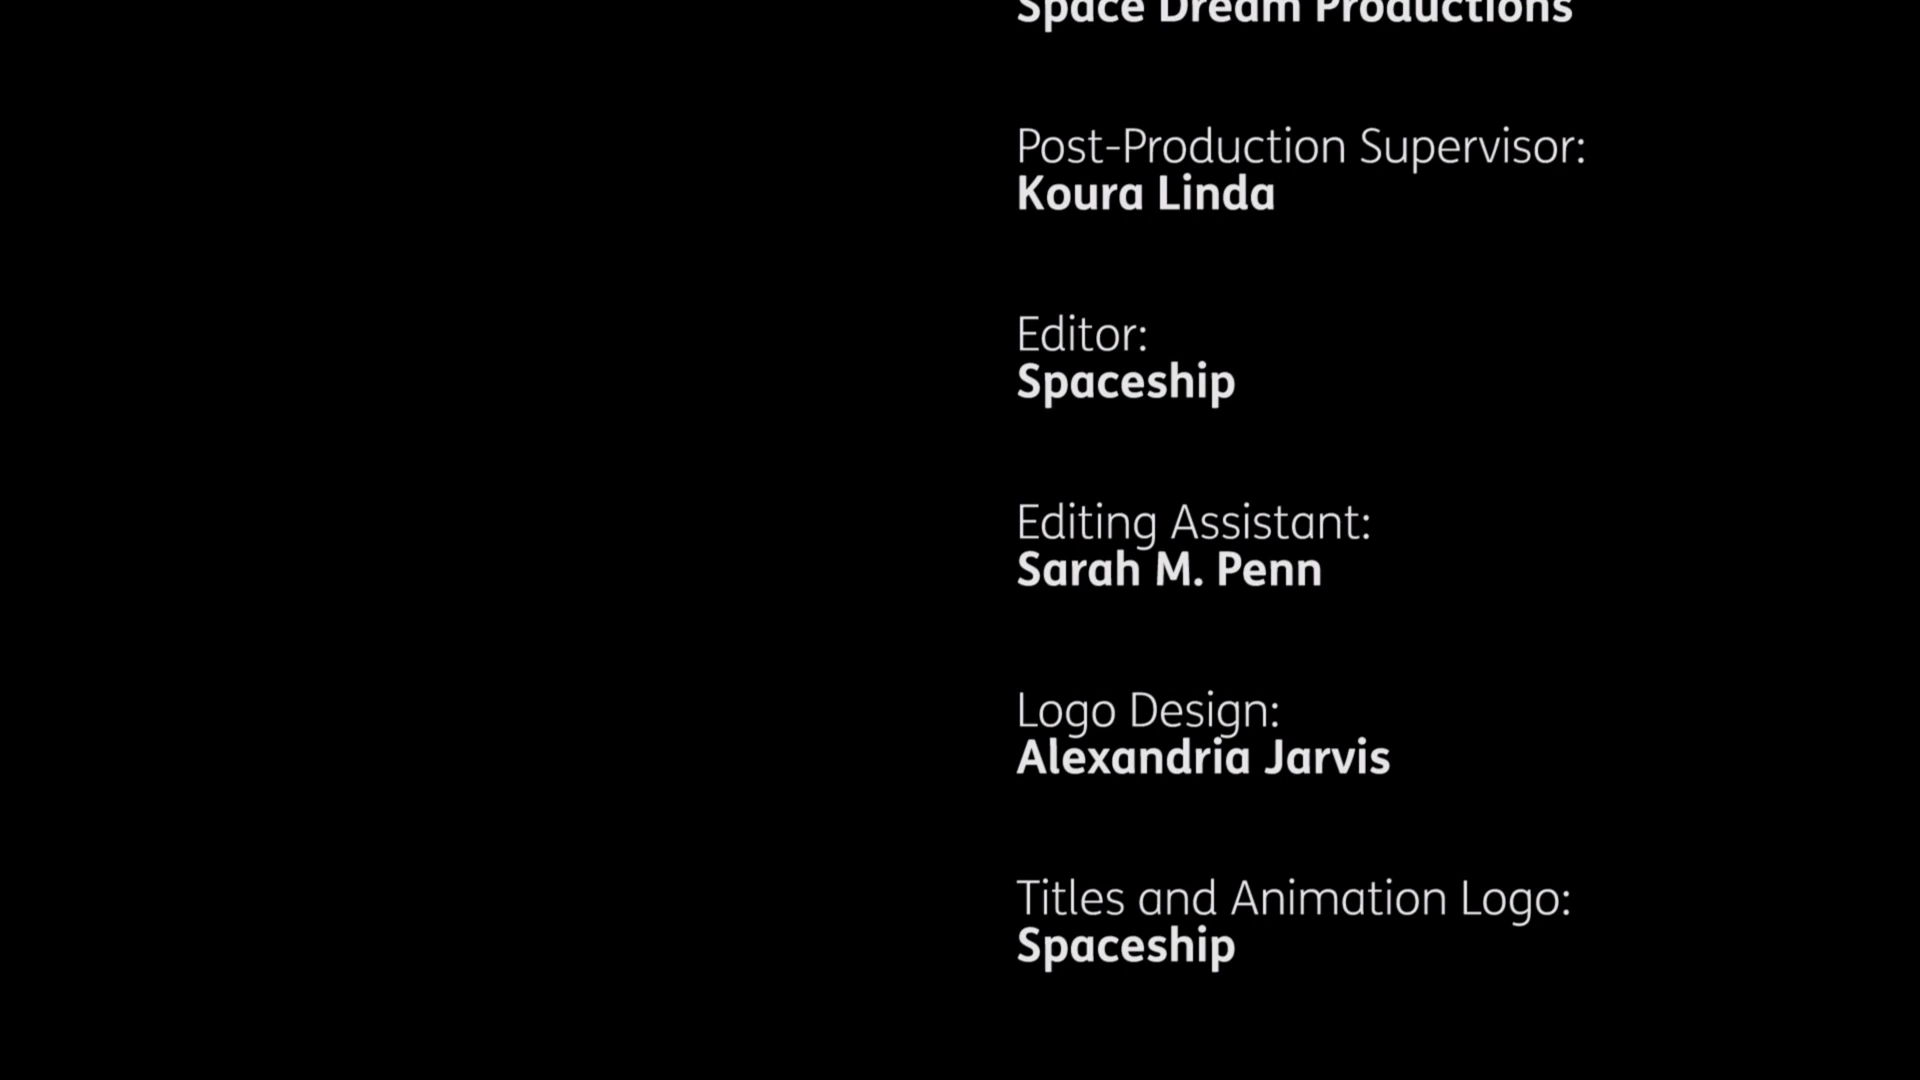 Space Dream Productions
Post-Production Supervisor:
Koura Linda
Editor:
Spaceship
Editing Assistant:
Sarah M. Penn
Logo Design:
Alexandria Jarvis
Titles and Animation Logo:
Spaceship